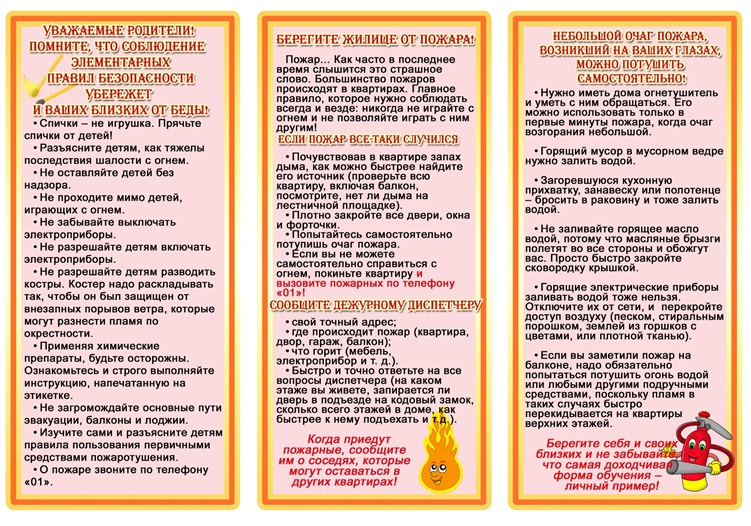 УВАЖАЕМЫЕ РОДИТЕЛИ!
ПОМНИТЕ, ЧТО СОБЛЮДЕНИЕ
ЭЛЕМЕНТАРНЫХ
ПРАВИЛ БЕЗОПАСНОСТИ
УБЕРЕЖЕТ
И ВАШИХ БЛИЗКИХ ОТ БЕДЫ!
• Спички – не игрушка. Прячьте
спички от детей!
• Разъясните детям, как тяжелы
последствия шалости с огнем.
• Не оставляйте детей без
надзора.
• Не проходите мимо детей,
играющих с огнем.
• Не забывайте выключать
электроприборы.
• Не разрешайте детям включать
электроприборы.
• Не разрешайте детям разводить
костры. Костер надо раскладывать
так, чтобы он был защищен от
внезапных порывов ветра, которые
могут разнести пламя по
окрестности.
• Применяя химические
препараты, будьте осторожны.
Ознакомьтесь и строго выполняйте
инструкцию, напечатанную на
этикетке.
• Не загромождайте основные пути
эвакуации, балконы и лоджии.
• Изучите сами и разъясните детям
правила пользования первичными
средствами пожаротушения.
• О пожаре звоните по телефону
«01».
БЕРЕГИТЕ ЖИЛИЩЕ ОТ ПОЖАРА!
Пожар... Как часто в последнее
время слышится это страшное
слово. Большинство пожаров
происходят в квартирах. Главное
правило, которое нужно соблюдать
всегда и везде: никогда не играйте с
огнем и не позволяйте играть с ним
другим!
ЕСЛИ ПОЖАР ВСЕ-ТАКИ СЛУЧИЛСЯ
• Почувствовав в квартире запах
дыма, как можно быстрее найдите
его источник (проверьте всю
квартиру, включая балкон,
посмотрите, нет ли дыма на
лестничной площадке).
• Плотно закройте все двери, окна
и форточки.
• Попытайтесь самостоятельно
потушишь очаг пожара.
• Если вы не можете
самостоятельно справиться с
огнем, покиньте квартиру и
вызовите пожарных по телефону
«01»!
СООБЩИТЕ ДЕЖУРНОМУ ДИСПЕТЧЕРУ
• свой точный адрес;
• где происходит пожар (квартира,
двор, гараж, балкон);
• что горит (мебель,
электроприбор и т. д.).
• Быстро и точно ответьте на все
вопросы диспетчера (на каком
этаже вы живете, запирается ли
дверь в подъезде на кодовый замок,
сколько всего этажей в доме, как
быстрее к нему подъехать и т.д.).
Когда приедут
пожарные, сообщите
им о соседях, которые
могут оставаться в
других квартирах!
НЕБОЛЬШОЙ ОЧАГ ПОЖАРА,
ВОЗНИКШИЙ НА ВАШИХ ГЛАЗАХ,
МОЖНО ПОТУШИТЬ
САМОСТОЯТЕЛЬНО!
• Нужно иметь дома огнетушитель
и уметь с ним обращаться. Его
можно использовать только в
первые минуты пожара, когда очаг
возгорания небольшой.
• Горящий мусор в мусорном ведре
нужно залить водой.
• Загоревшуюся кухонную
прихватку, занавеску или полотенце
– бросить в раковину и тоже залить
водой.
• Не заливайте горящее масло
водой, потому что масляные брызги
полетят во все стороны и обожгут
вас. Просто быстро закройте
сковородку крышкой.
• Горящие электрические приборы
заливать водой тоже нельзя.
Отключите их от сети, и перекройте
доступ воздуху (песком, стиральным
порошком, землей из горшков с
цветами, или плотной тканью).
• Если вы заметили пожар на
балконе, надо обязательно
попытаться потушить огонь водой
или любыми другими подручными
средствами, поскольку пламя в
таких случаях быстро
перекидывается на квартиры
верхних этажей.
Берегите себя и своих
близких и не забывайте,
что самая доходчивая
форма обучения –
личный пример!